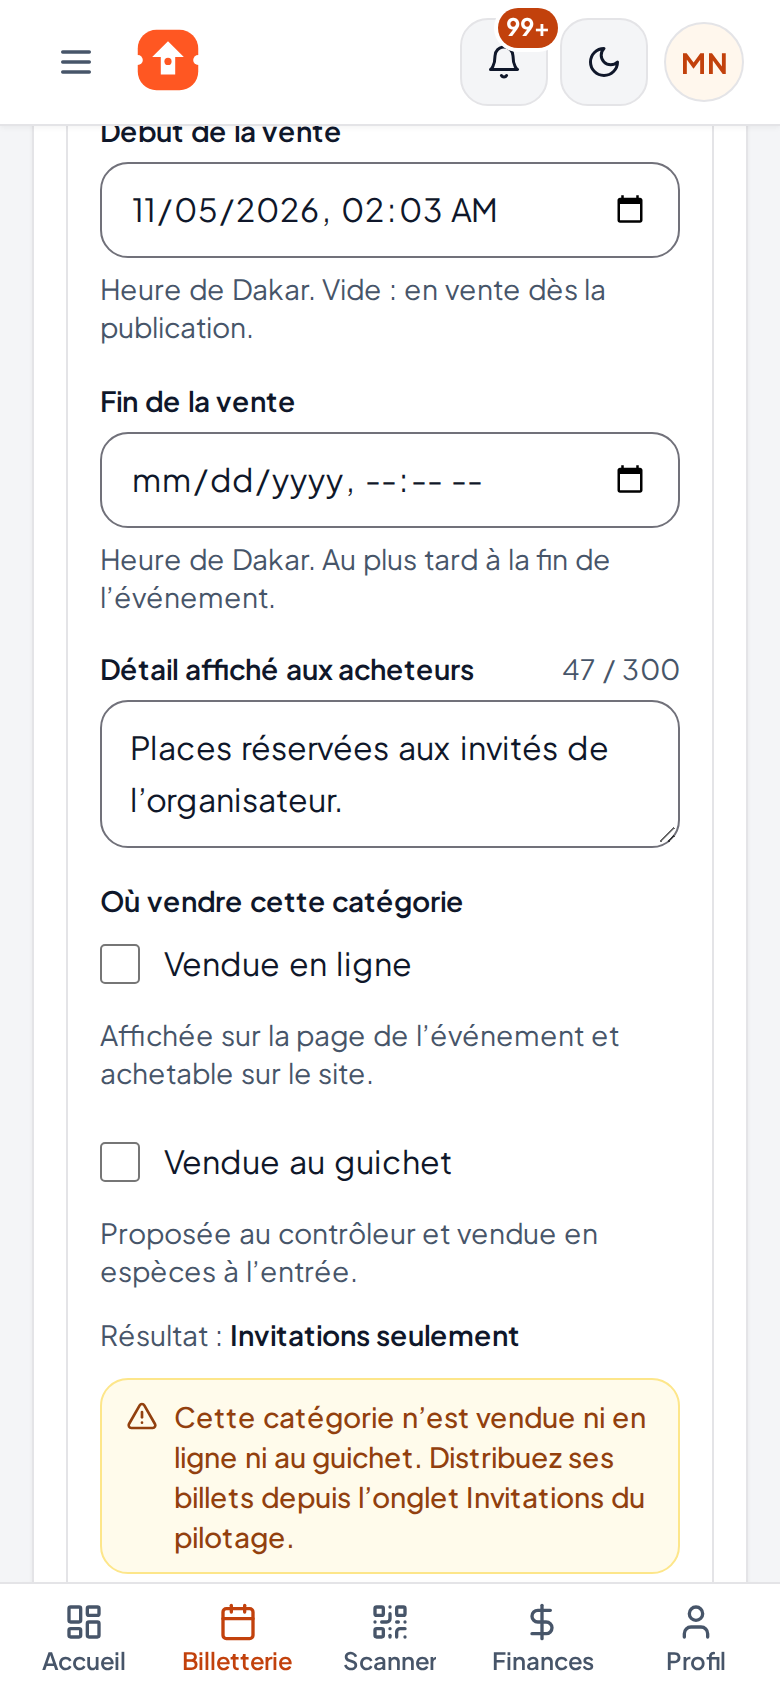 99+
MN
Début de la vente
11/05/2026, 02:03 AM
Heure de Dakar. Vide : en vente dès la
publication.
Fin de la vente
mm/dd/yyyy, --:-- --
Heure de Dakar. Au plus tard à la fin de
l’événement.
Détail affiché aux acheteurs 47 / 300
Places réservées aux invités de
l’organisateur.
Où vendre cette catégorie
Vendue en ligne
Affichée sur la page de l’événement et
achetable sur le site.
Vendue au guichet
Proposée au contrôleur et vendue en
espèces à l’entrée.
Résultat : Invitations seulement
Cette catégorie n’est vendue ni en
ligne ni au guichet. Distribuez ses
billets depuis l’onglet Invitations du
pilotage.
Accueil Billetterie Scanner Finances Profil